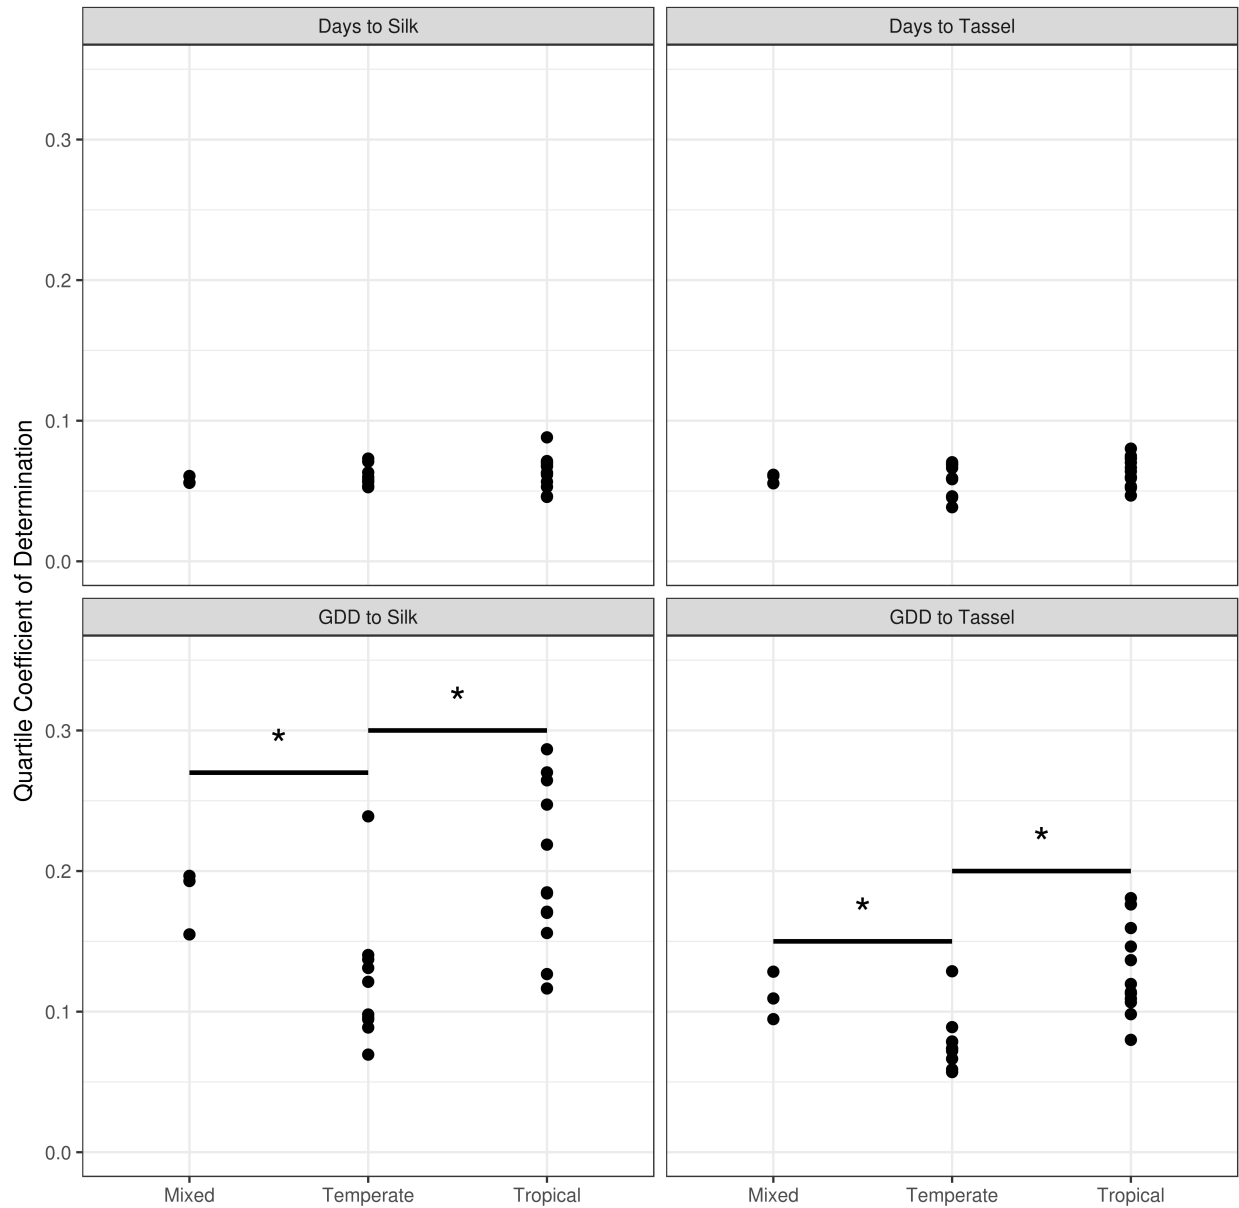 Days to Silk
Days to Tassel
0.3
0.2
0.1
0.0
Quartile Coefficient of Determination
GDD to Silk
GDD to Tassel
*
*
*
*
0.3
0.2
0.1
0.0
Mixed
Temperate
Tropical
Mixed
Temperate
Tropical